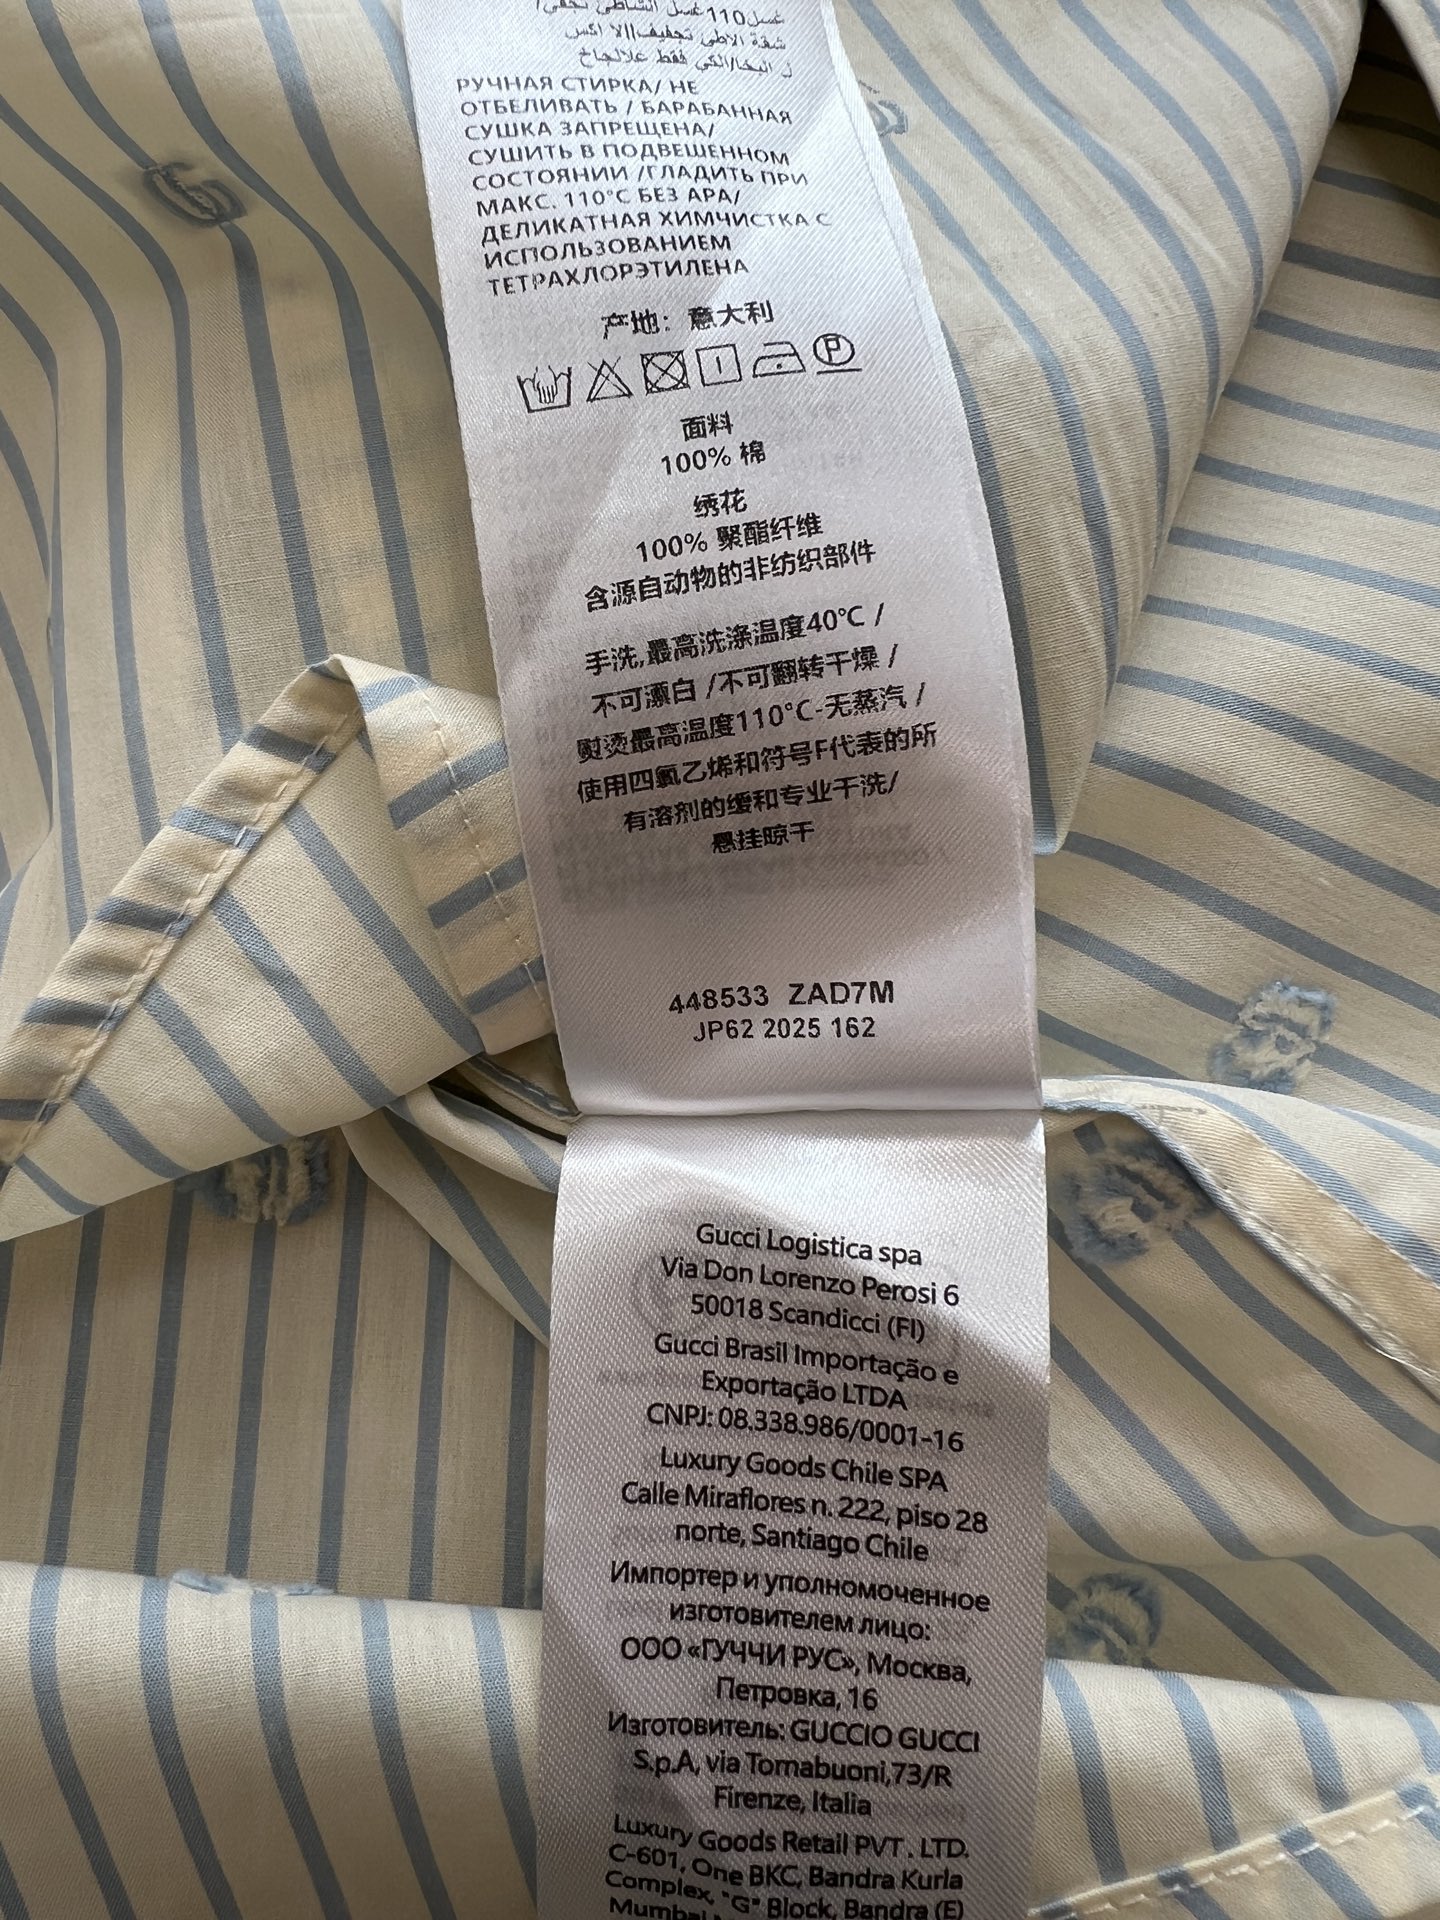 РУЧНАЯ СТИРКА/ НЕ
ОТБЕЛИВАТЬ / БАРАБАННАЯ
СУШКА ЗАПРЕЩЕНА/
СУШИТЬ В ПОДВЕШЕННОМ
СОСТОЯНИИ /ГЛАДИТЬ ПРИ
МАКС. 110°C БЕЗ АРА/
ДЕЛИКАТНАЯ ХИМЧИСТКА С
ИСПОЛЬЗОВАНИЕМ
ТЕТРАХЛОРЭТИЛЕНА
产地：意大利
P
面料
100% 棉
绣花
100% 聚酯纤维
含源自动物的非纺织部件
手洗,最高洗涤温度40°C /
不可漂白 /不可翻转干燥 /
熨烫最高温度110°C-无蒸汽 /
使用四氯乙烯和符号F代表的所
有溶剂的缓和专业干洗/
悬挂晾干
448533 ZAD7M
JP62 2025 162
Gucci Logistica spa
Via Don Lorenzo Perosi 6
50018 Scandicci (FI)
Gucci Brasil Importação e
Exportação LTDA
CNPJ: 08.338.986/0001-16
Luxury Goods Chile SPA
Calle Miraflores n. 222, piso 28
norte, Santiago Chile
Импортер и уполномоченное
изготовителем лицо:
ООО «ГУЧЧИ РУС», Москва,
Петровка, 16
Изготовитель: GUCCIO GUCCI
S.p.A, via Tornabuoni,73/R
Firenze, Italia
Luxury Goods Retail PVT. LTD.
C-601, One BKC, Bandra Kurla
Complex, "G" Block, Bandra (E)
Mumbai